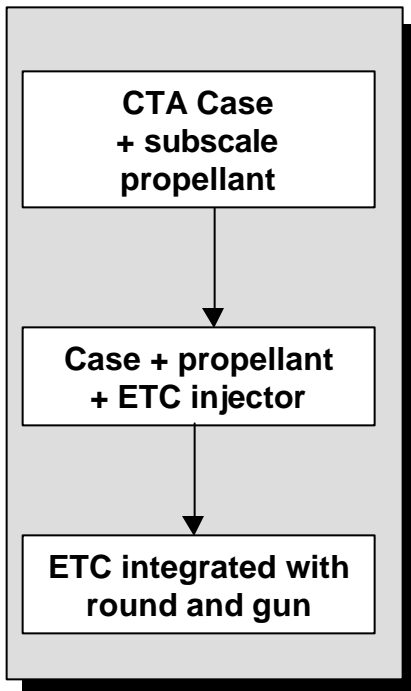 CTA Case
+ subscale
propellant
Case + propellant
+ ETC injector
ETC integrated with
round and gun